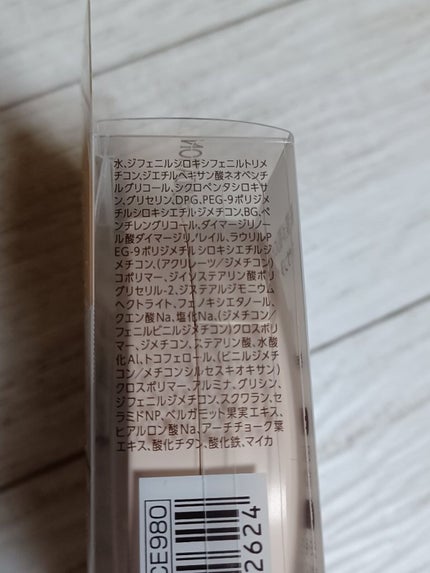 水、ジフェニルシロキシフェニルトリメ
チコン、ジエチルヘキサン酸ネオペンチ
ルグリコール、シクロペンタシロキサ
ン、グリセリン、DPG、PEG-9ポリジメ
チルシロキシエチルジメチコン、BG、ペ
ンチレングリコール、ダイマージリノー
ル酸ダイマージリノレイル、ラウリルP
EG-9ポリジメチルシロキシエチルジ
メチコン、(アクリレーツ/ジメチコン)
コポリマー、ジイソステアリン酸ポリ
グリセリル-2、ジステアルジモニウム
ヘクトライト、フェノキシエタノール、
クエン酸Na、塩化Na、(ジメチコン/
フェニルビニルジメチコン)クロスポリ
マー、ジメチコン、ステアリン酸、水酸
化Al、トコフェロール、(ビニルジメチ
コン/メチコンシルセスキオキサン)
クロスポリマー、アルミナ、グリシン、
ジフェニルジメチコン、スクワラン、セ
ラミドNP、ベルガモット果実エキス、
ヒアルロン酸Na、アーチチョーク葉
エキス、酸化チタン、酸化鉄、マイカ
CE980
2624